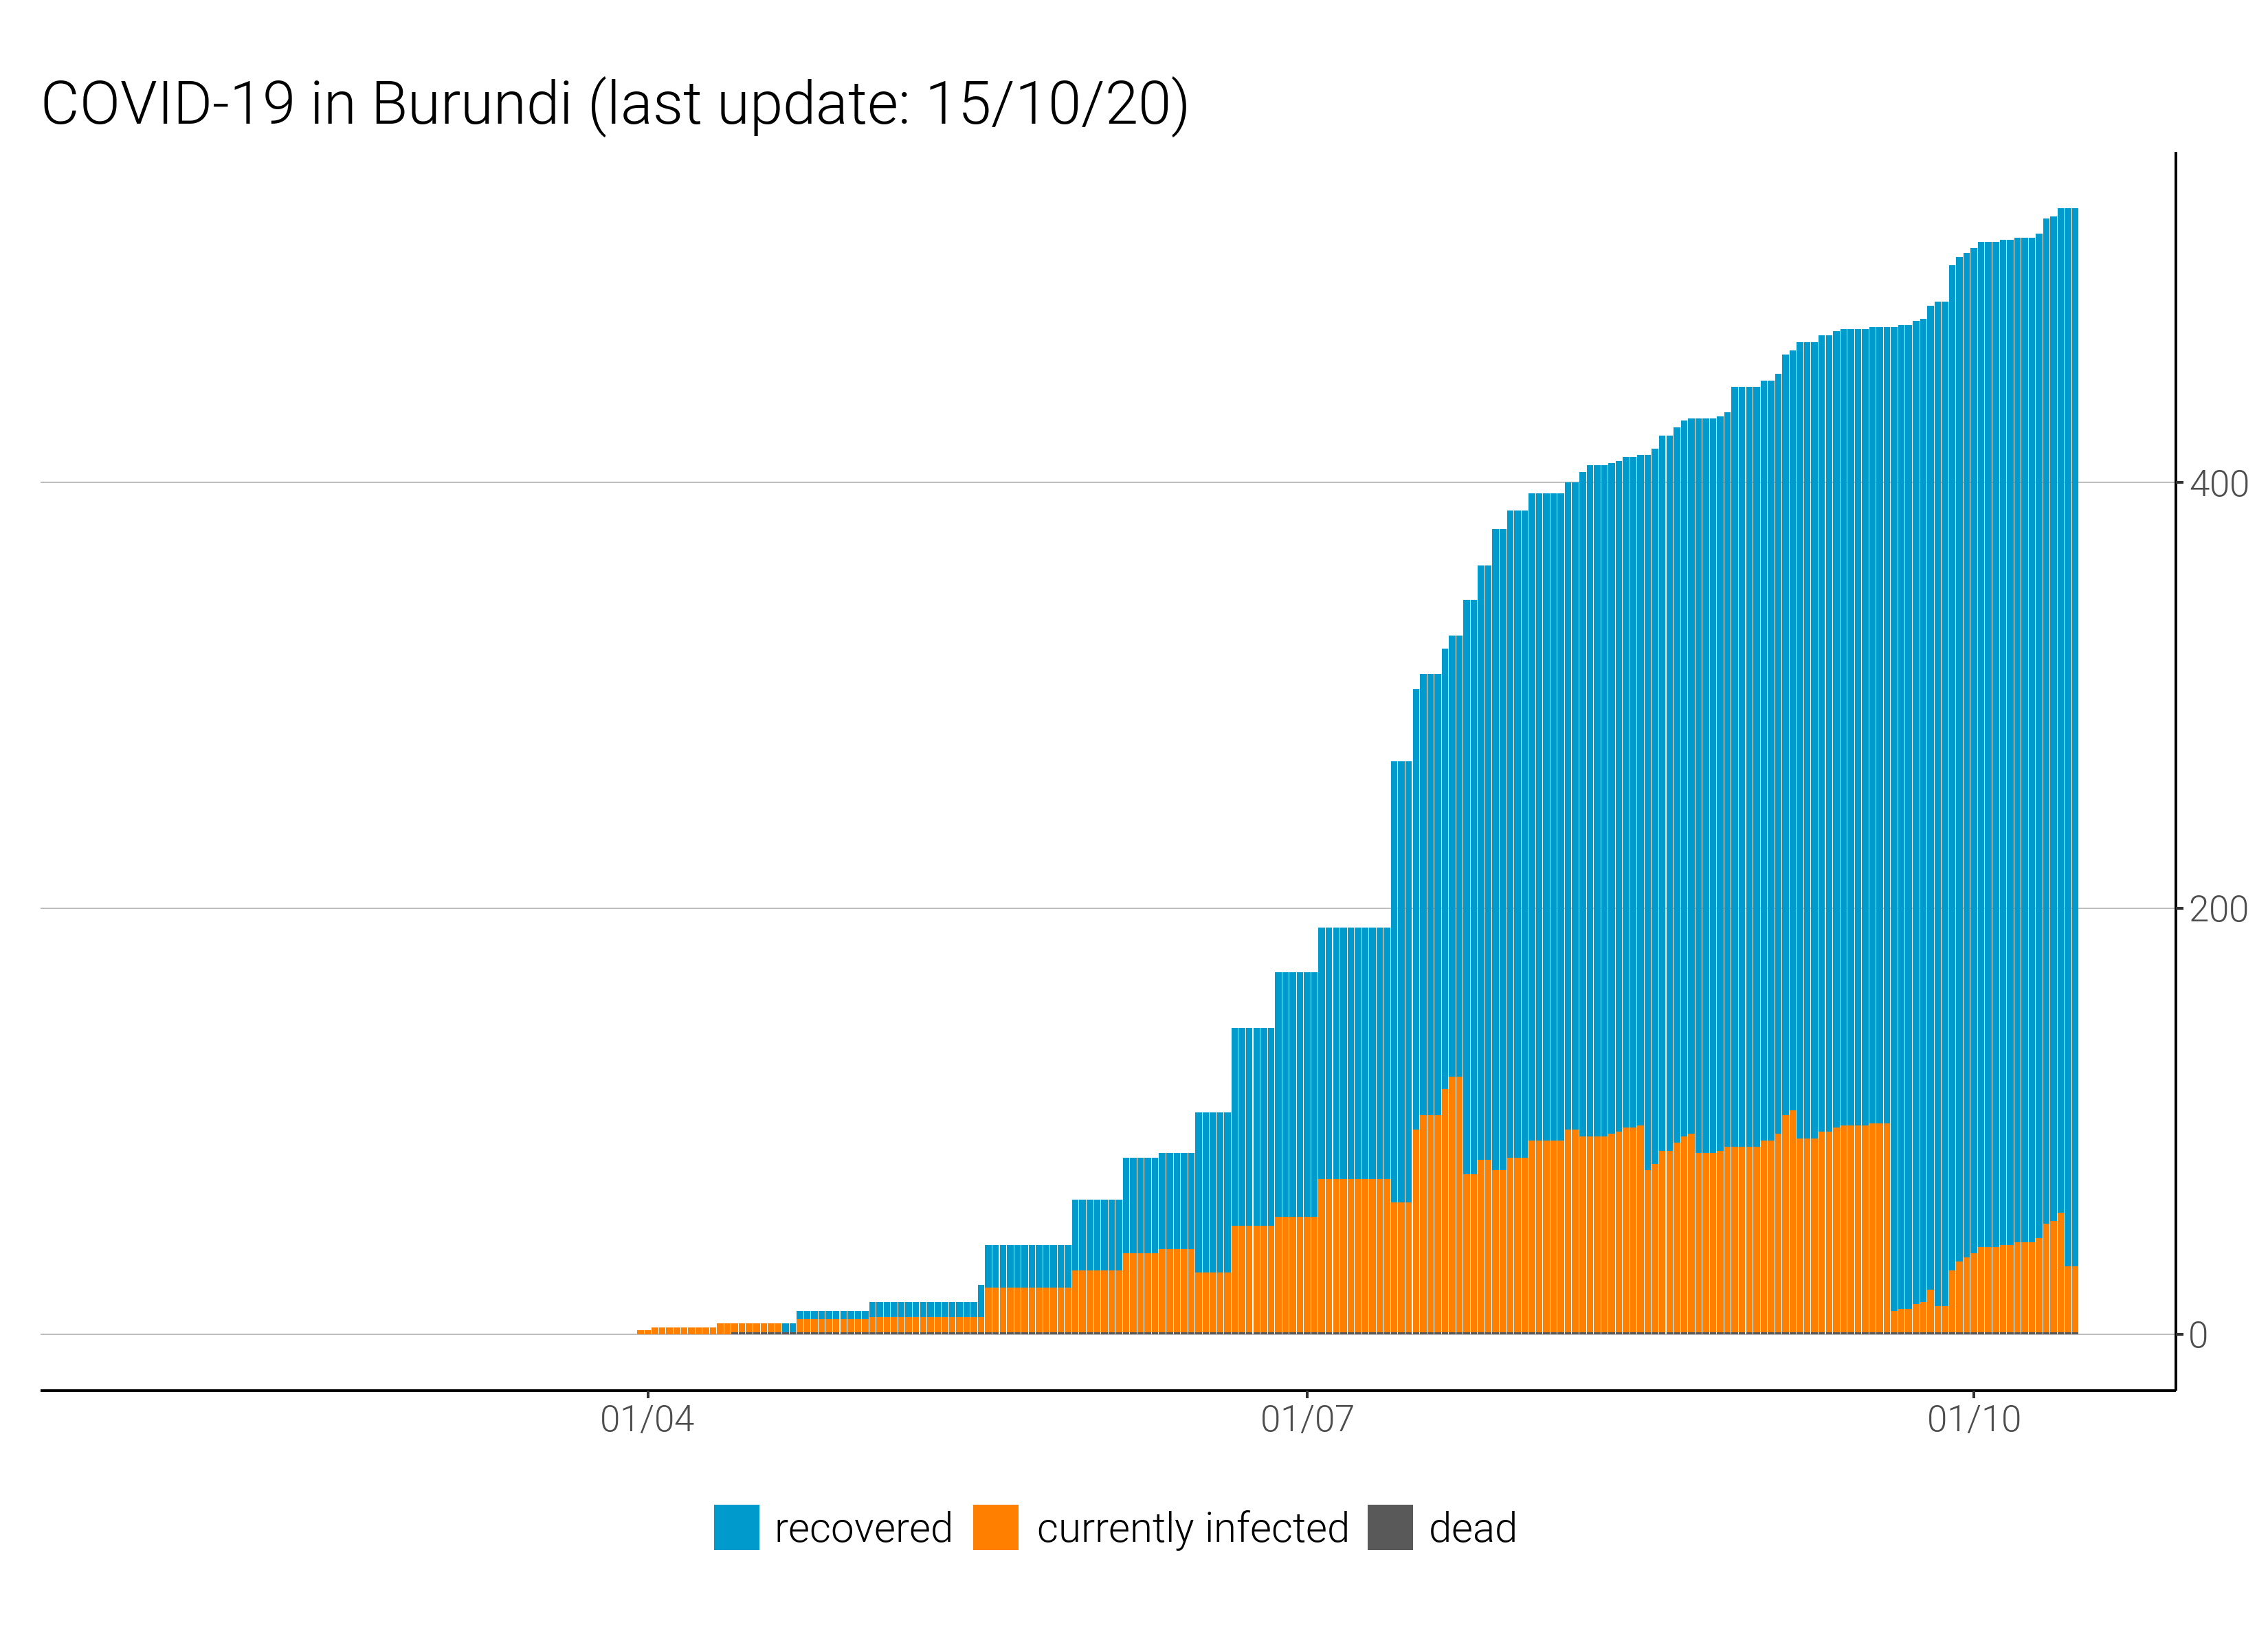 COVID-19 in Burundi (last update: 15/10/20)
400
200
0
01/04 01/07 01/10
recovered currently infected dead